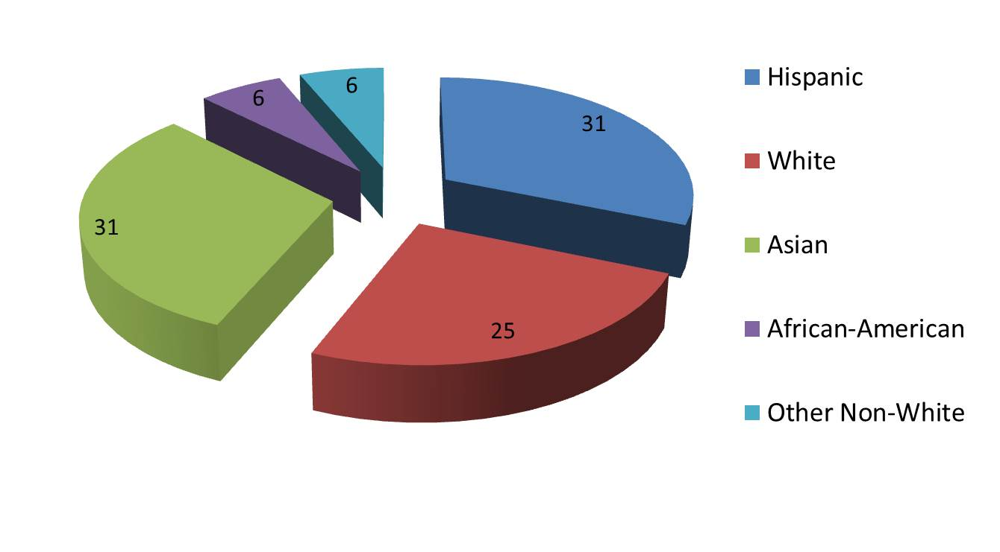 6
6
31
31
25
Hispanic
White
Asian
African-American
Other Non-White